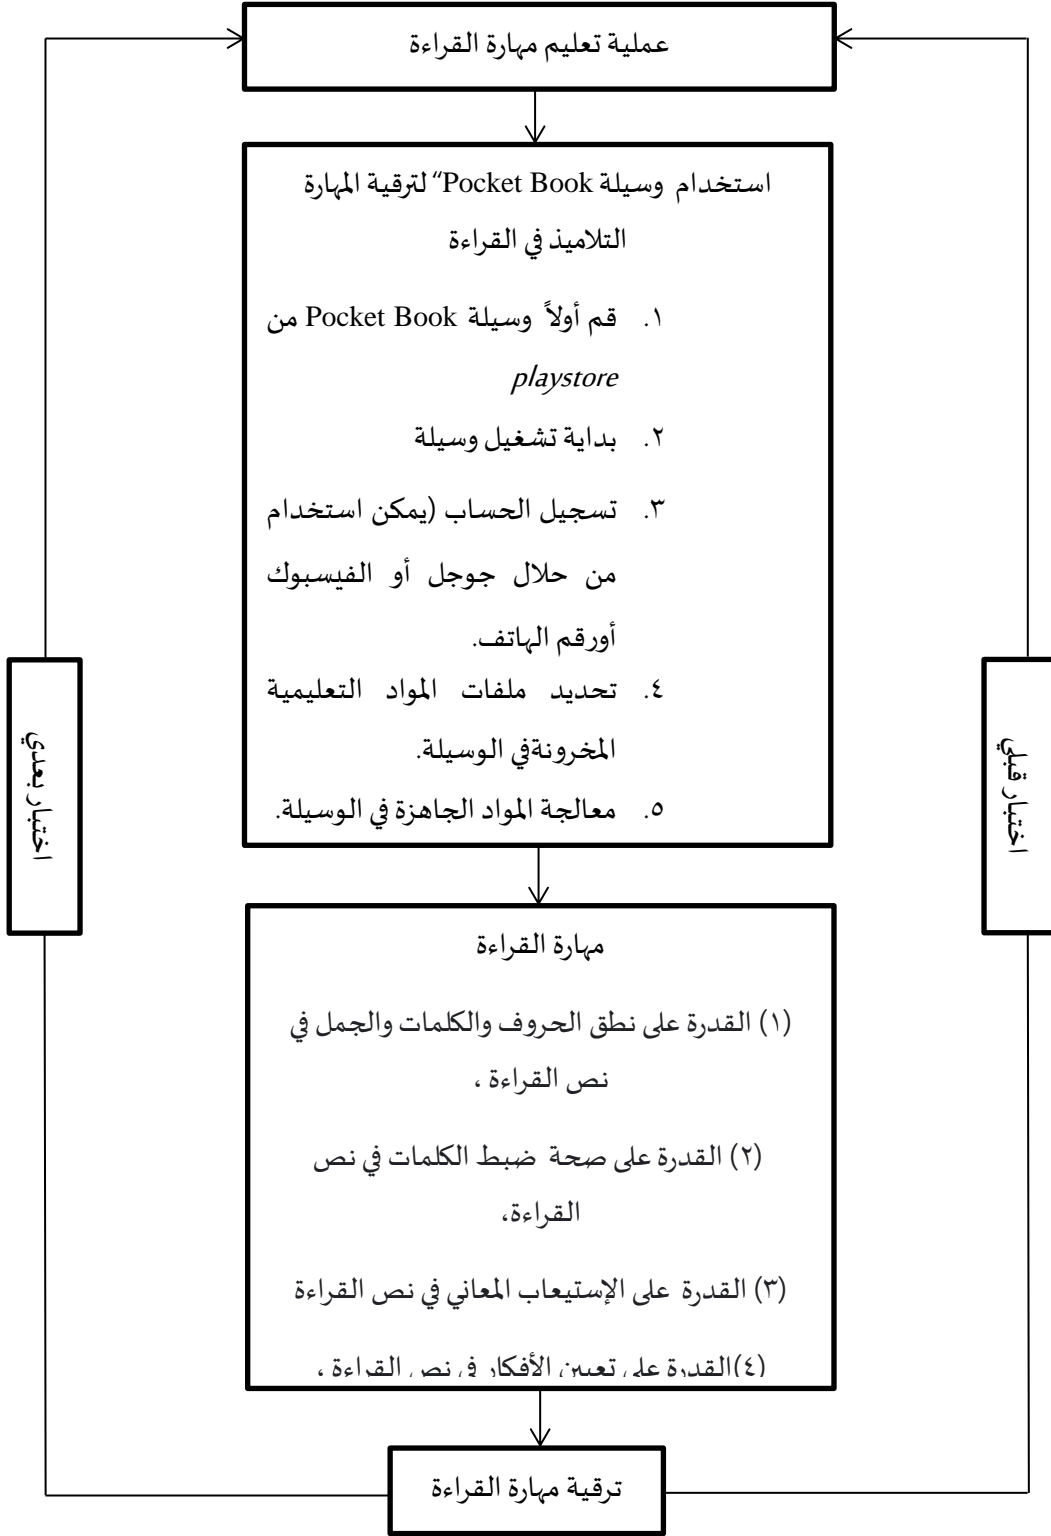 عملية تعليم مهارة القراءة
استخدام وسيلة Pocket Book“ لترقية المهارة
التلاميذ في القراءة
١. قم أولاً وسيلة Pocket Book من
playstore
٢. بداية تشغيل وسيلة
٣. تسجيل الحساب (يمكن استخدام
من حلال جوجل أو الفيسبوك
أورقم الهاتف.
٤. تحديد ملفات المواد التعليمية
المخرونةفي الوسيلة.
٥. معالجة المواد الجاهزة في الوسيلة.
اختبار قبلي
اختبار بعدي
مهارة القراءة
(١) القدرة على نطق الحروف والكلمات والجمل في
نص القراءة ،
(٢) القدرة على صحة ضبط الكلمات في نص
القراءة،
(٣) القدرة على الإستيعاب المعاني في نص القراءة
(٤)القدرة على تعيين الأفكار في نص القراءة ،
ترقية مهارة القراءة